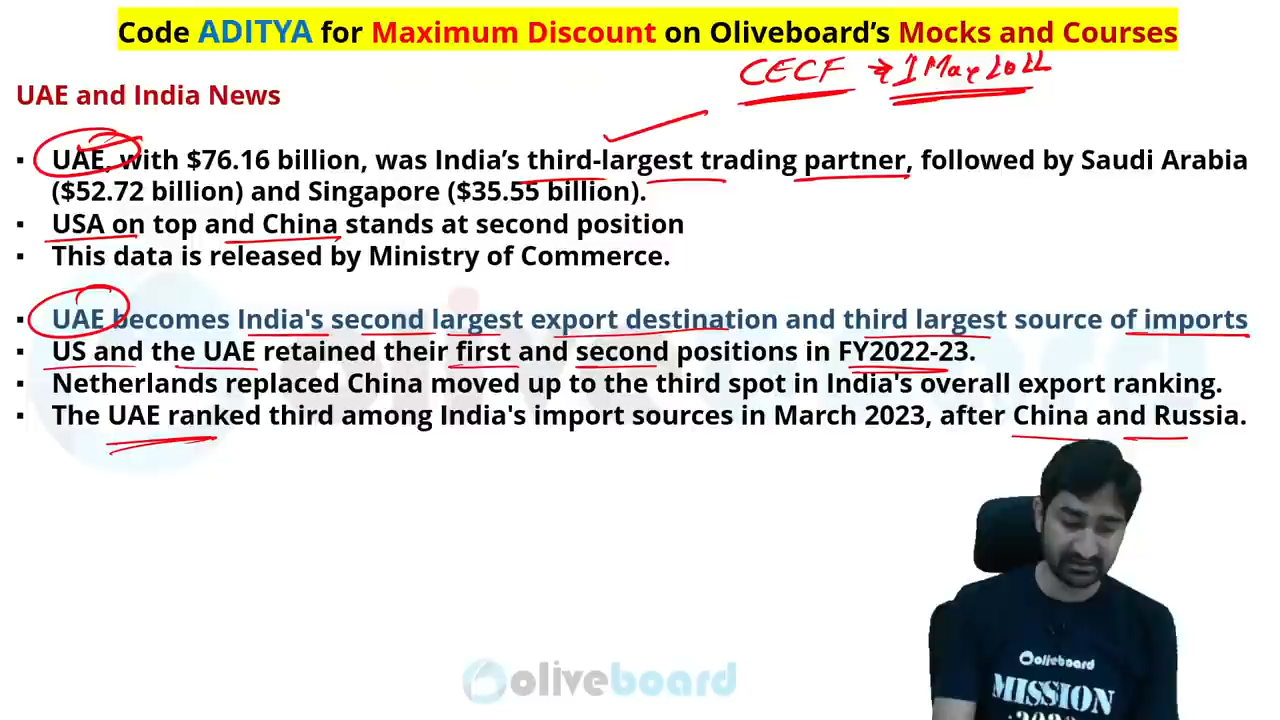 Code ADITYA for Maximum Discount on Oliveboard's Mocks and Courses
CECF → 1 May 2022
UAE and India News
▪ UAE, with $76.16 billion, was India's third-largest trading partner, followed by Saudi Arabia
($52.72 billion) and Singapore ($35.55 billion).
▪ USA on top and China stands at second position
▪ This data is released by Ministry of Commerce.
▪ UAE becomes India's second largest export destination and third largest source of imports
▪ US and the UAE retained their first and second positions in FY2022-23.
▪ Netherlands replaced China moved up to the third spot in India's overall export ranking.
▪ The UAE ranked third among India's import sources in March 2023, after China and Russia.
oliveboard
oliveboard
MISSION